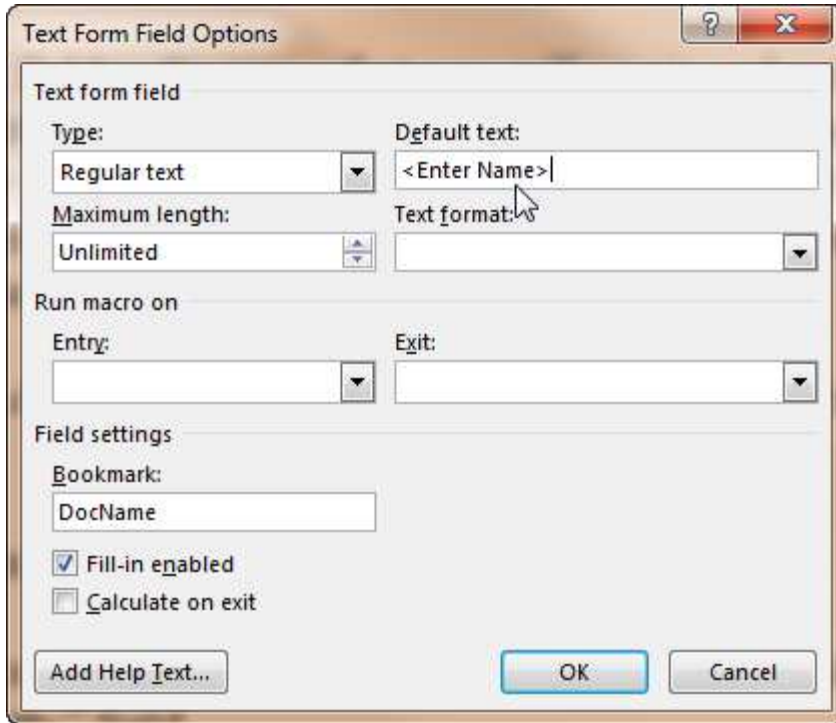 Text Form Field Options
Text form field
Type: Default text:
Regular text <Enter Name>
Maximum length: Text format:
Unlimited
Run macro on
Entry: Exit:
Field settings
Bookmark:
DocName
Fill-in enabled
Calculate on exit
Add Help Text... OK Cancel